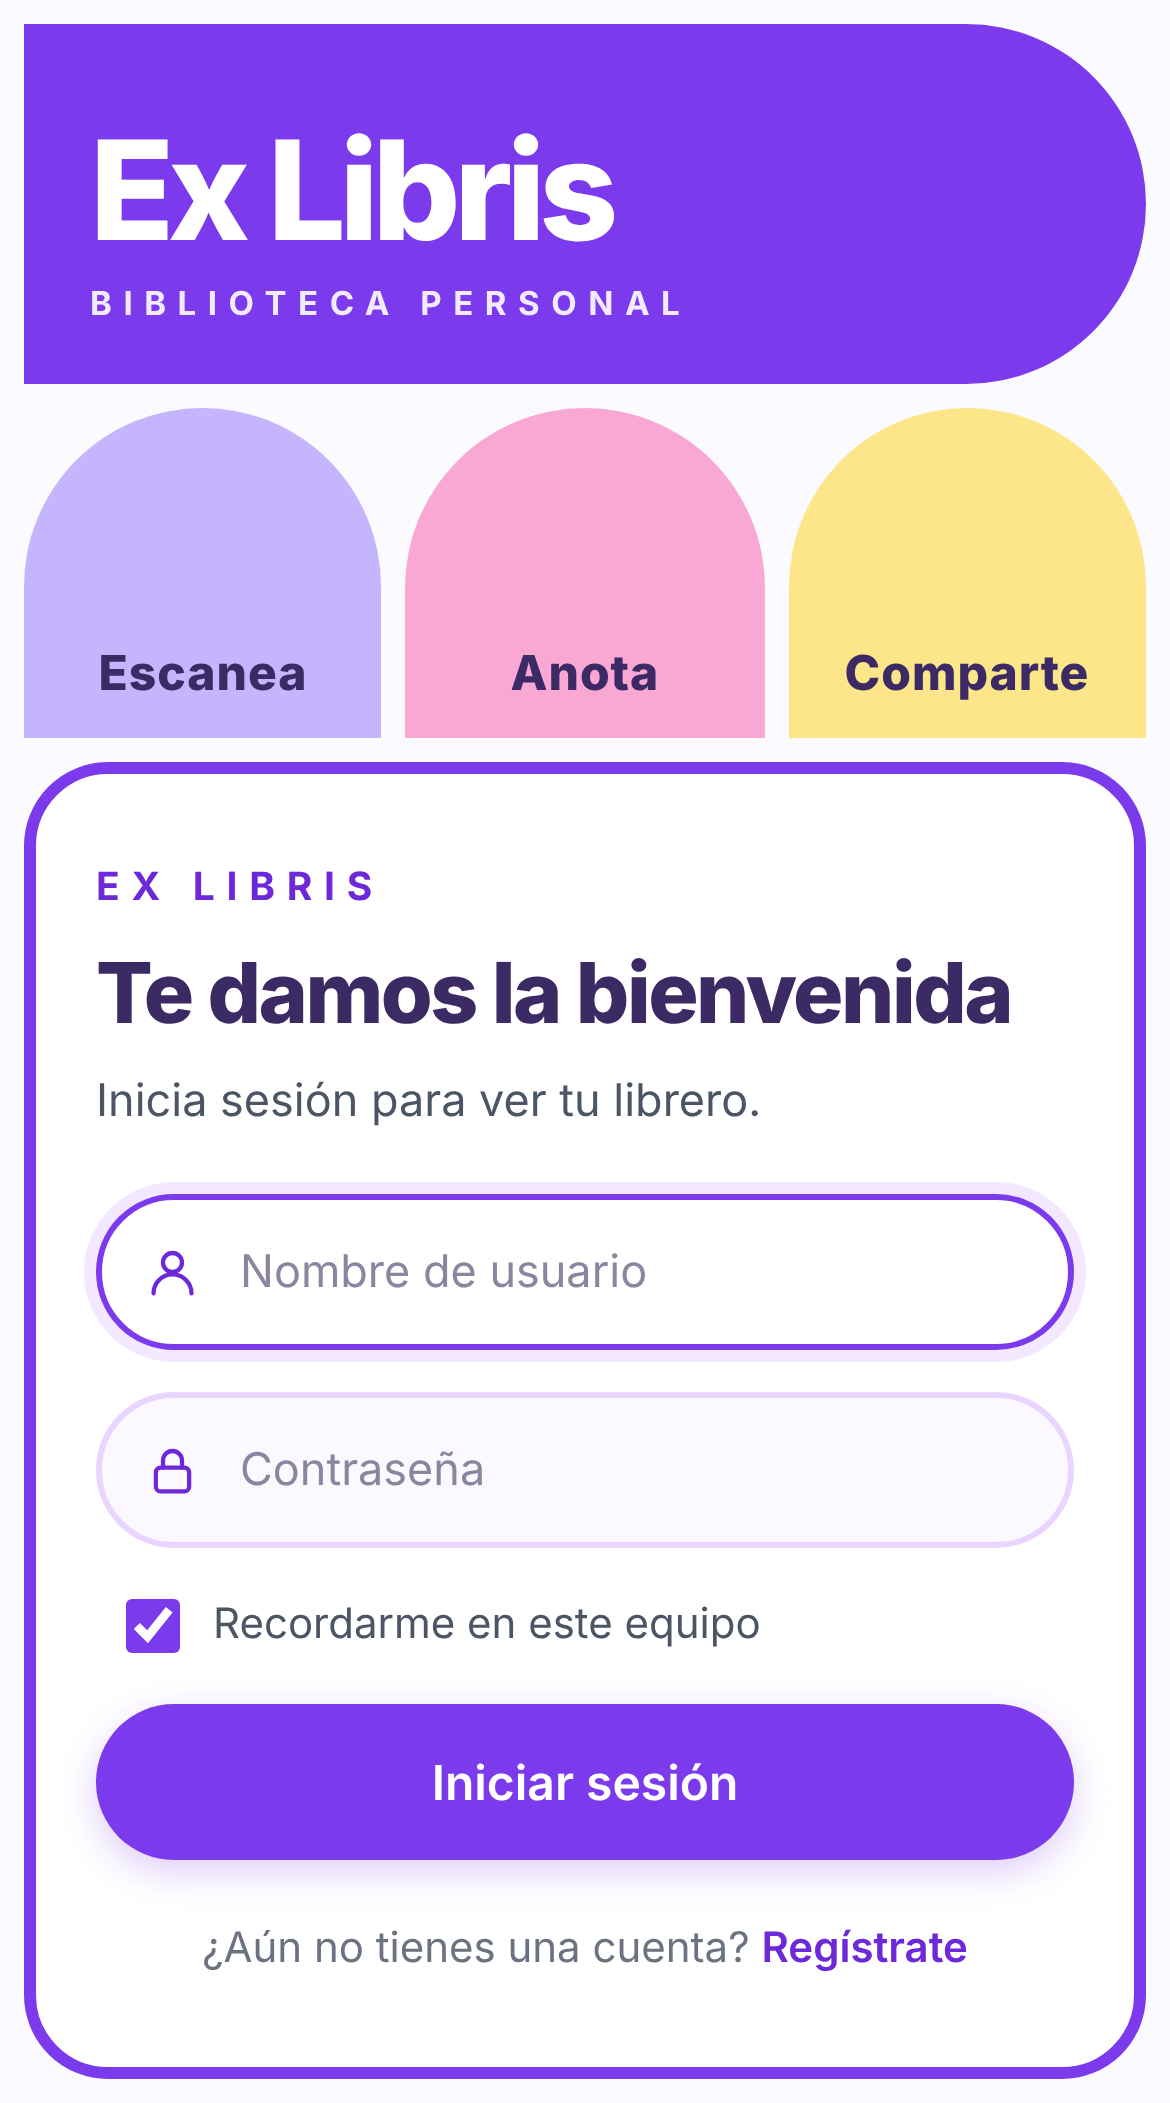 Ex Libris
BIBLIOTECA PERSONAL
Escanea
Anota
Comparte
EX LIBRIS
Te damos la bienvenida
Inicia sesión para ver tu librero.
Nombre de usuario
Contraseña
Recordarme en este equipo
Iniciar sesión
¿Aún no tienes una cuenta? Regístrate